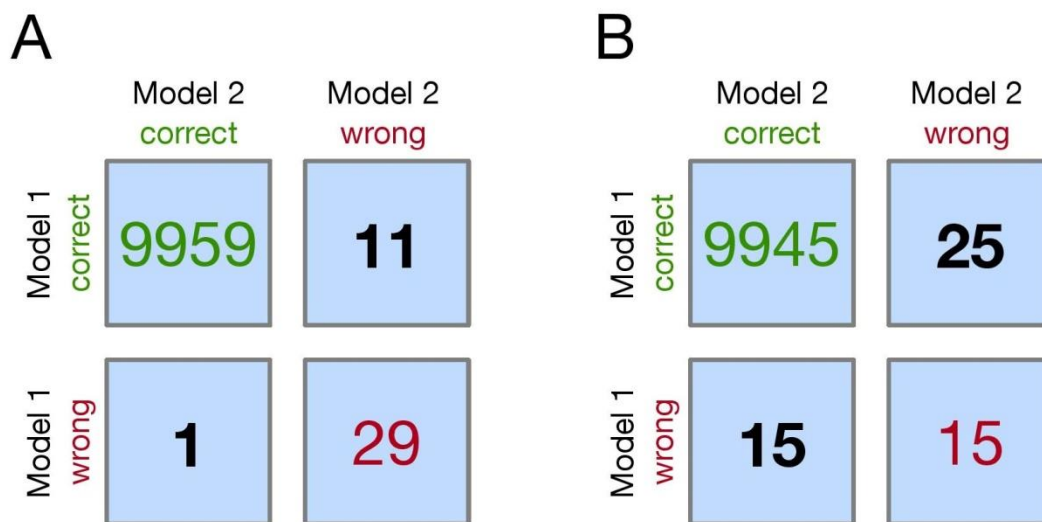 A
Model 2
correct
Model 2
wrong
Model 1
correct
9959
11
Model 1
wrong
1
29
B
Model 2
correct
Model 2
wrong
Model 1
correct
9945
25
Model 1
wrong
15
15